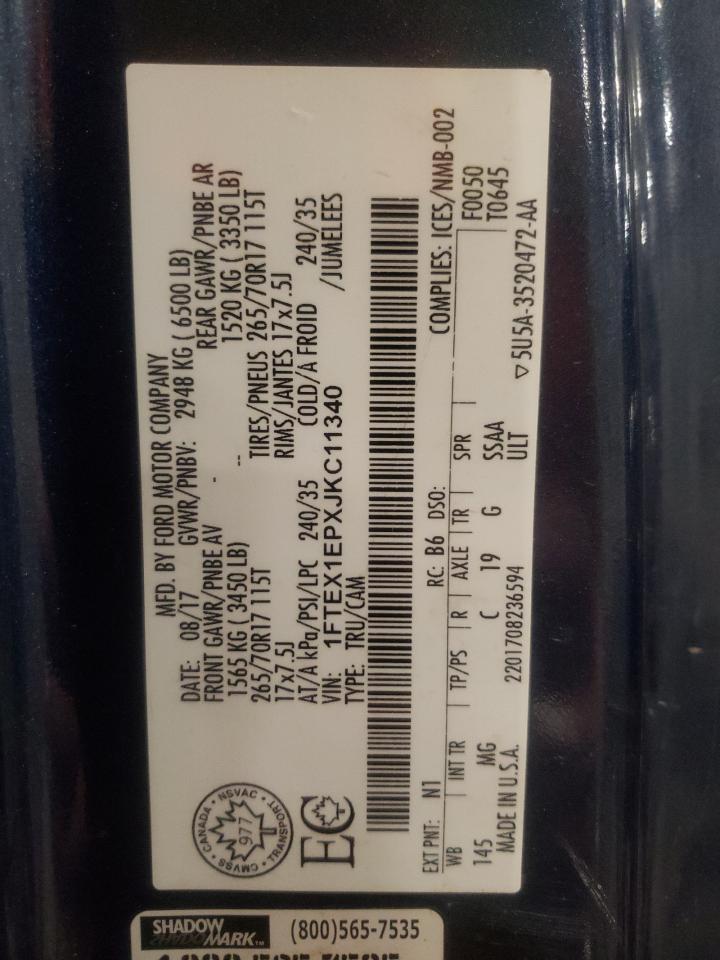 MFD. BY FORD MOTOR COMPANY
DATE: 08/17 GVWR/PNBV: 2948 KG ( 6500 LB)
FRONT GAWR/PNBE AV REAR GAWR/PNBE AR
1565 KG ( 3450 LB) - 1520 KG ( 3350 LB)
265/70R17 115T -- TIRES/PNEUS 265/70R17 115T
17x7.5J RIMS/JANTES 17x7.5J
AT/A kPa/PSI/LPC 240/35 COLD/A FROID 240/35
VIN: 1FTEX1EPXJKC11340 /JUMELEES
TYPE: TRU/CAM
CANADA • NSVAC • TRANSPORT • CMVSS •
977
EC
COMPLIES: ICES/NMB-002
EXT PNT: N1 RC: B6 DSO: F0050
WB INT TR TP/PS R AXLE TR SPR T0645
145 MG C 19 G SSAA
ULT
MADE IN U.S.A. 2201708236594 ▽5U5A-3520472-AA
SHADOW
MARK™ (800)565-7535